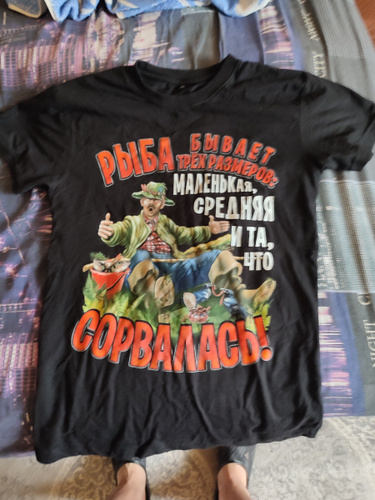 РЫБА БЫВАЕТ
ТРЕХ РАЗМЕРОВ:
МАЛЕНЬКАЯ,
СРЕДНЯЯ
И ТА,
ЧТО
СОРВАЛАСЬ!